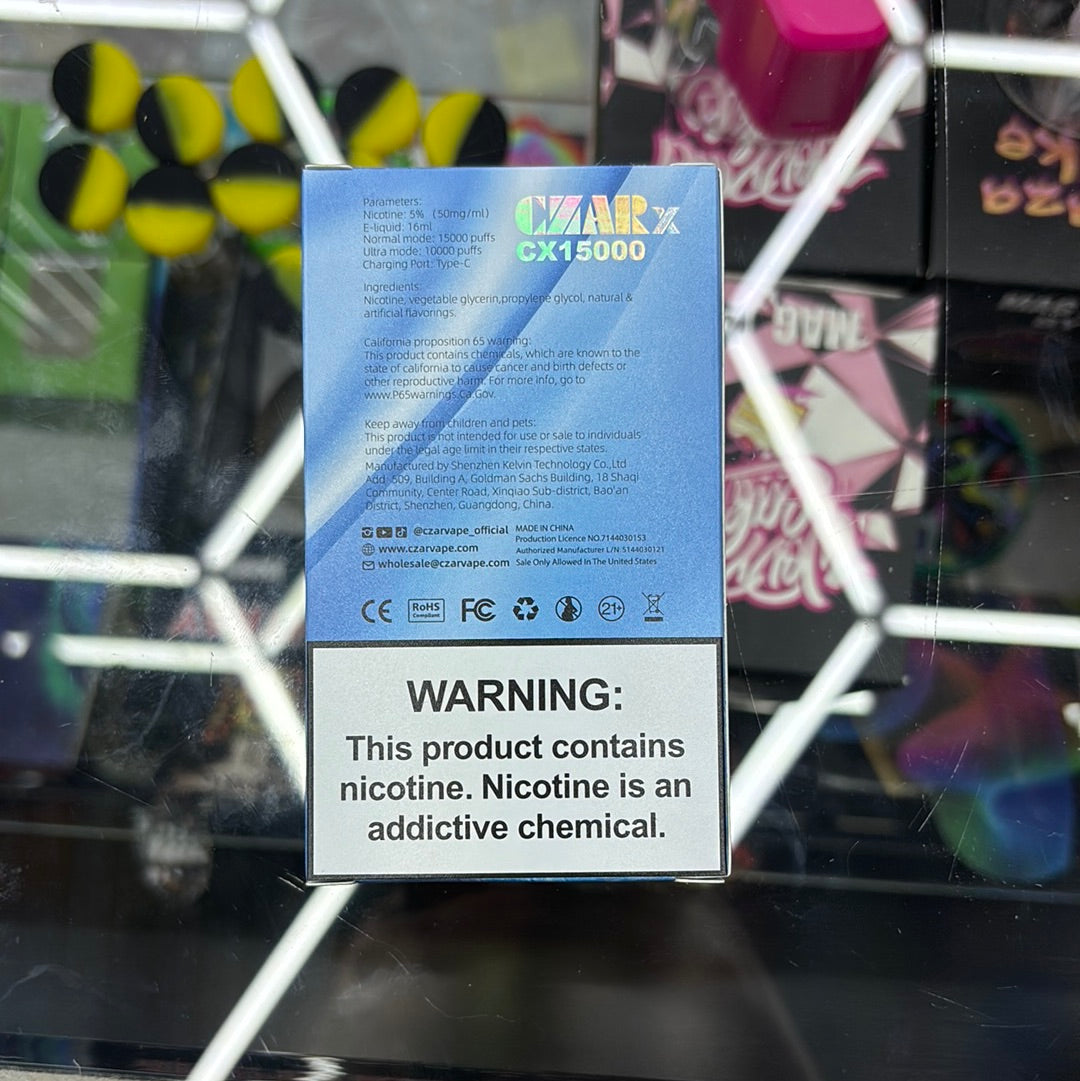 Parameters:
Nicotine: 5% (50mg/ml)
E-liquid: 16ml
Normal mode: 15000 puffs
Ultra mode: 10000 puffs
Charging Port: Type-C
CZARX
CX15000
Ingredients:
Nicotine, vegetable glycerin,propylene glycol, natural &
artificial flavorings.
California proposition 65 warning:
This product contains chemicals, which are known to the
state of california to cause cancer and birth defects or
other reproductive harm. For more info, go to
www.P65warnings.Ca.Gov.
Keep away from children and pets:
This product is not intended for use or sale to individuals
under the legal age limit in their respective states.
Manufactured by Shenzhen Kelvin Technology Co.,Ltd
Add: 509, Building A, Goldman Sachs Building, 18 Shaqi
Community, Center Road, Xinqiao Sub-district, Bao'an
District, Shenzhen, Guangdong, China.
@czarvape_official
www.czarvape.com
wholesale@czarvape.com
MADE IN CHINA
Production Licence NO.7144030153
Authorized Manufacturer L/N:5144030121
Sale Only Allowed In The United States
CE RoHS Compliant FC 21+
WARNING:
This product contains
nicotine. Nicotine is an
addictive chemical.
MAG